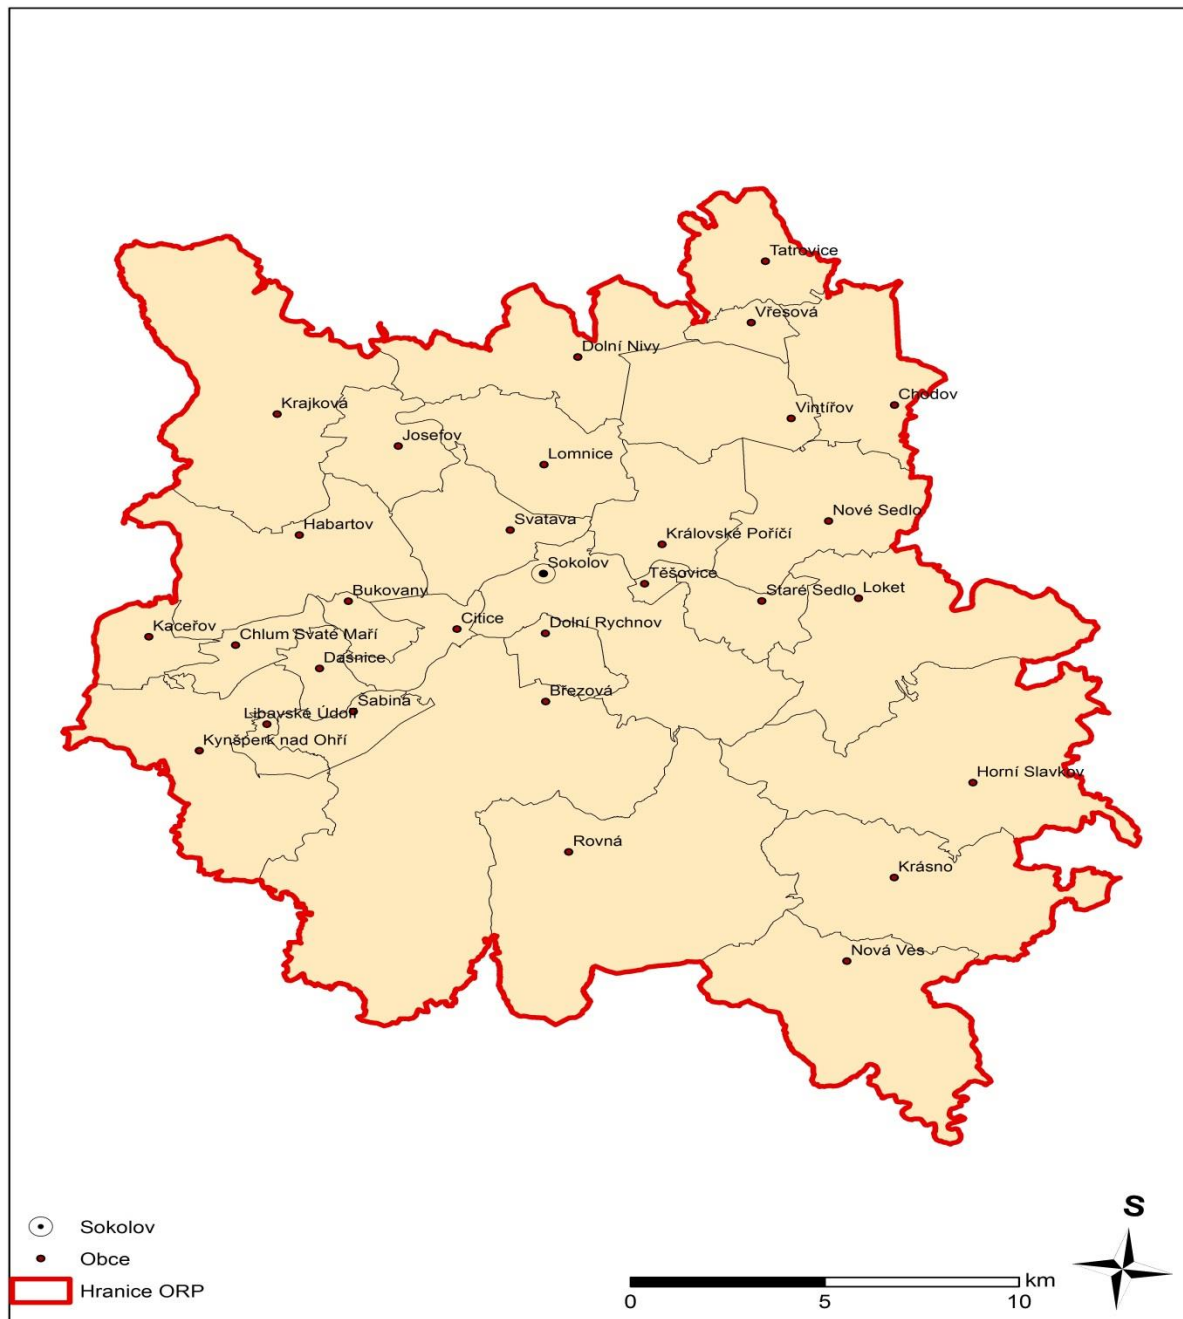 Tatrovice
Vřesová
Dolní Nivy
Chodov
Krajková
Vintířov
Josefov
Lomnice
Nové Sedlo
Svatava
Habartov
Královské Poříčí
Sokolov
Těšovice
Bukovany
Staré Sedlo
Loket
Citice
Dolní Rychnov
Kaceřov
Chlum Svaté Maří
Dasnice
Březová
Šabina
Libavské Údolí
Kynšperk nad Ohří
Horní Slavkov
Rovná
Krásno
Nová Ves
S
Sokolov
Obce
Hranice ORP
km
0 5 10